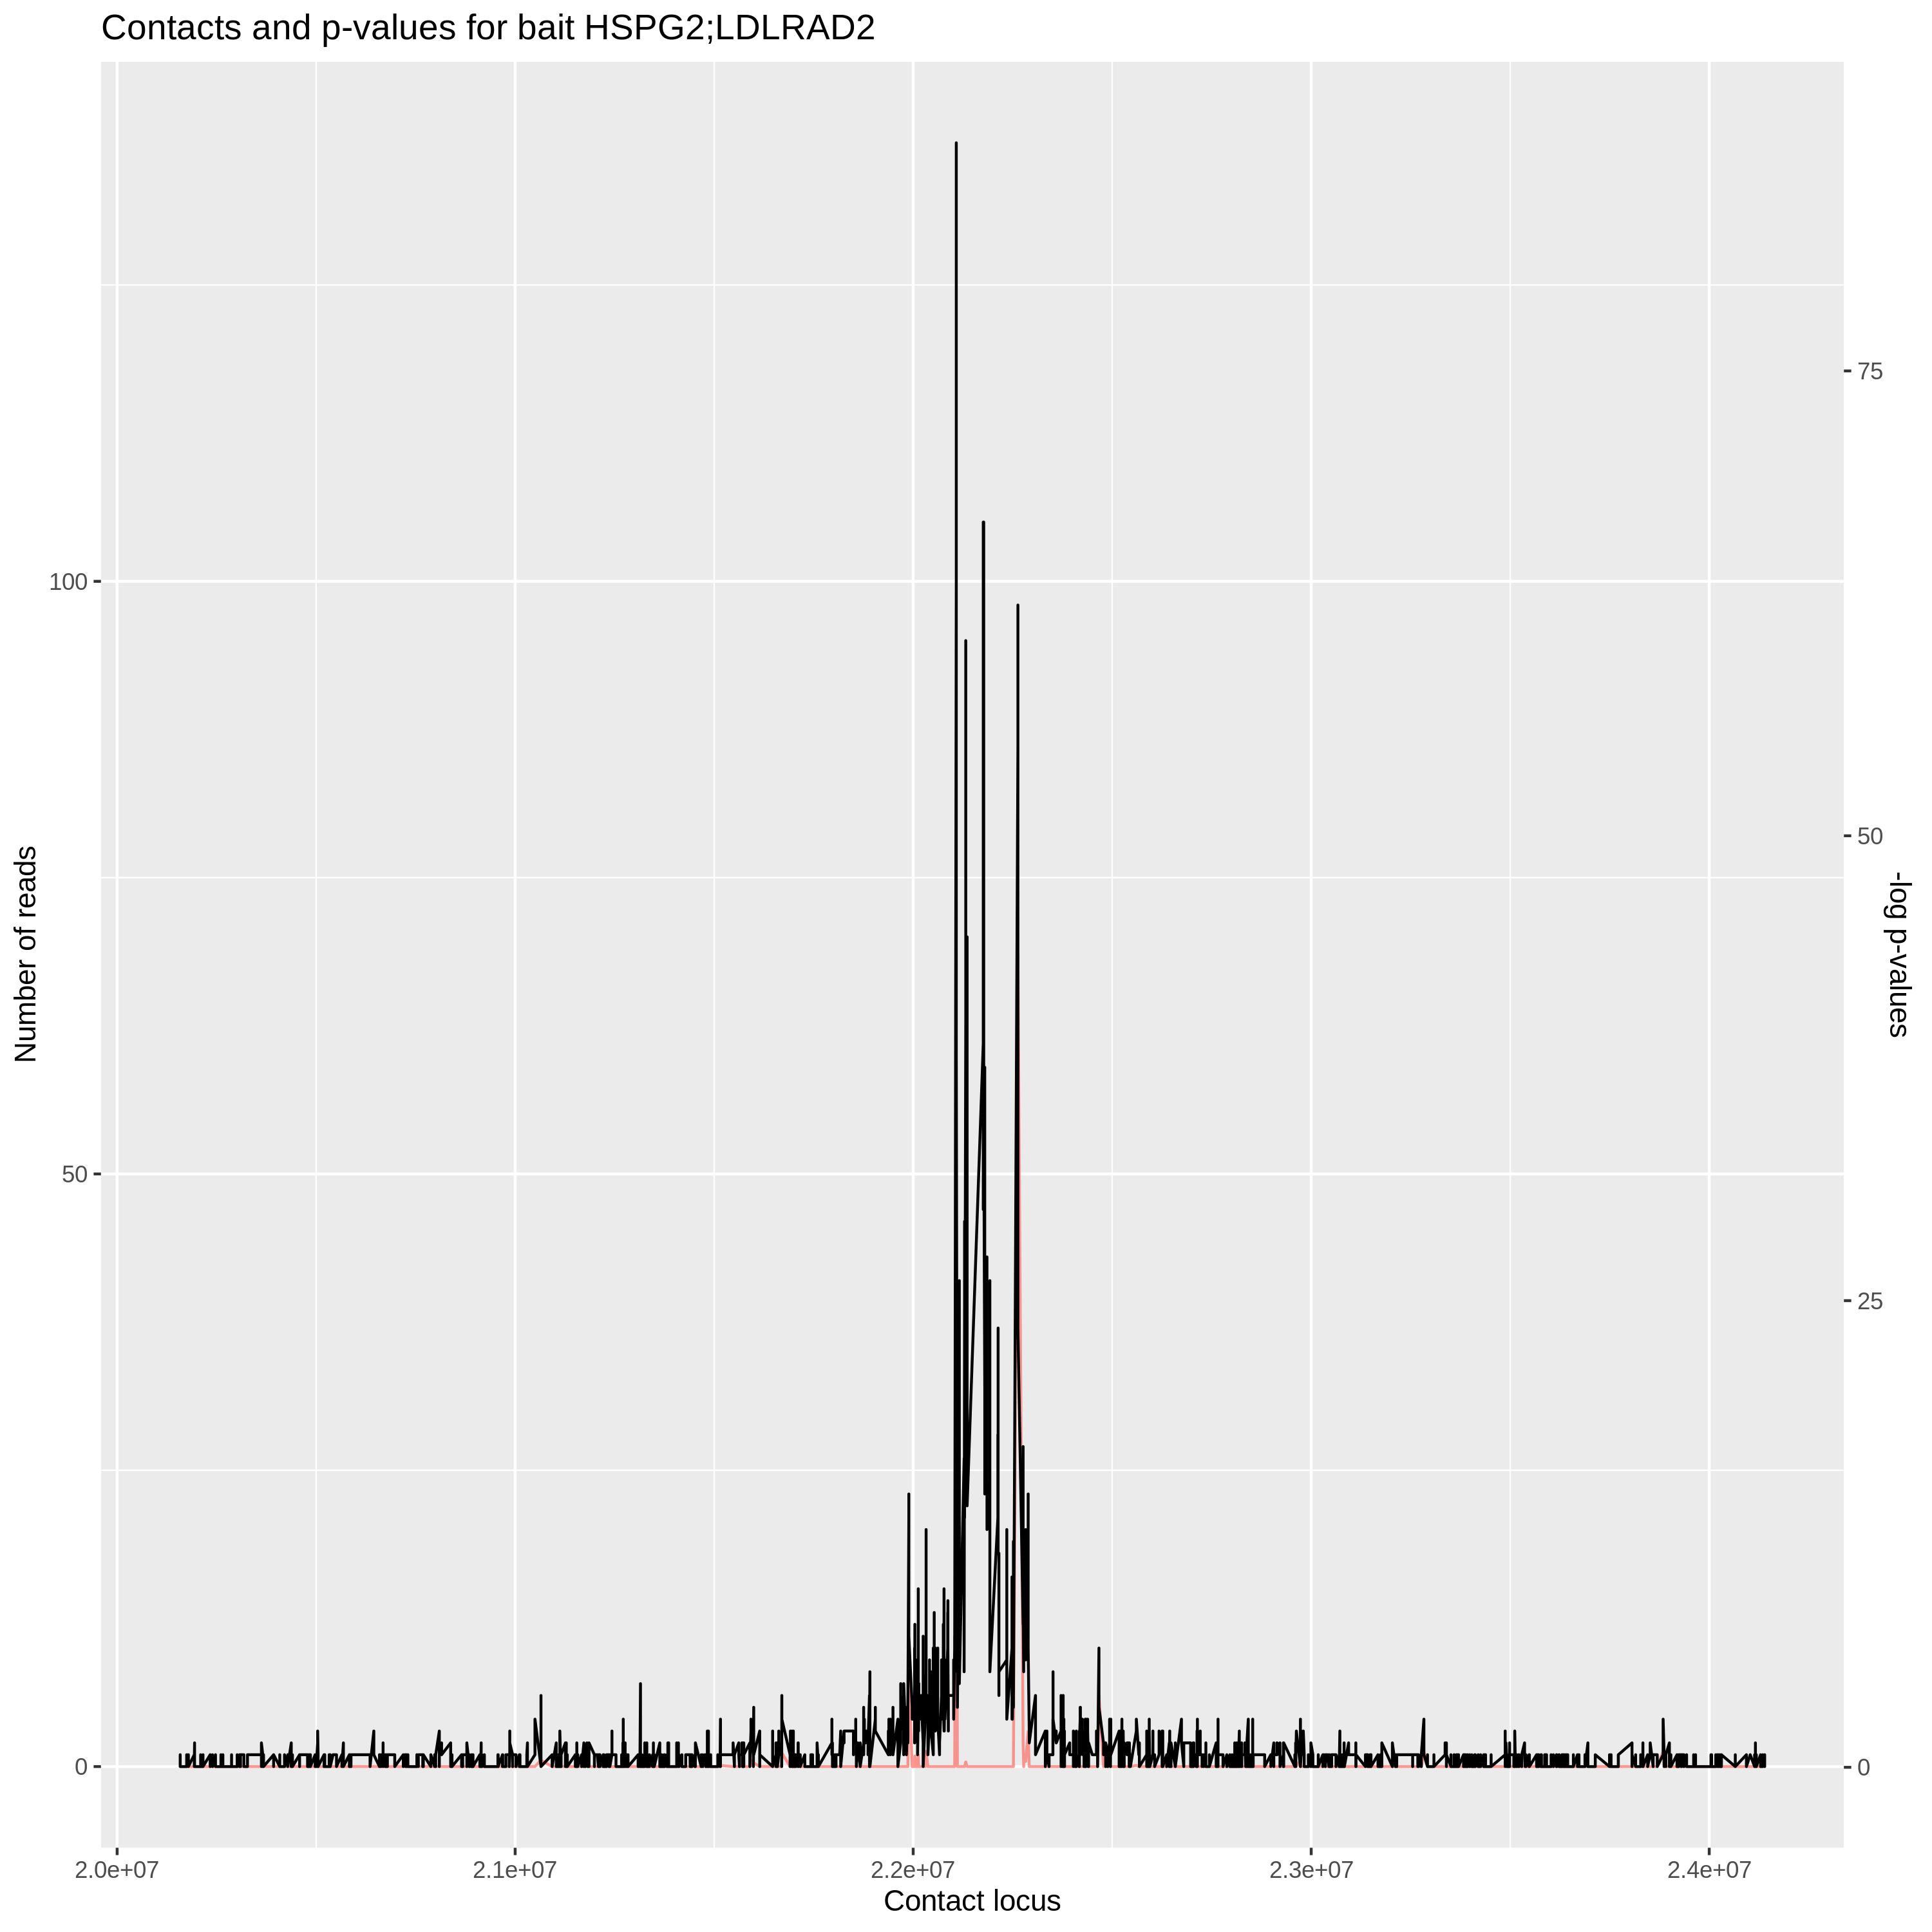 Contacts and p-values for bait HSPG2;LDLRAD2
Number of reads
100
50
0
75
50
25
0
-log p-values
2.0e+07 2.1e+07 2.2e+07 2.3e+07 2.4e+07
Contact locus